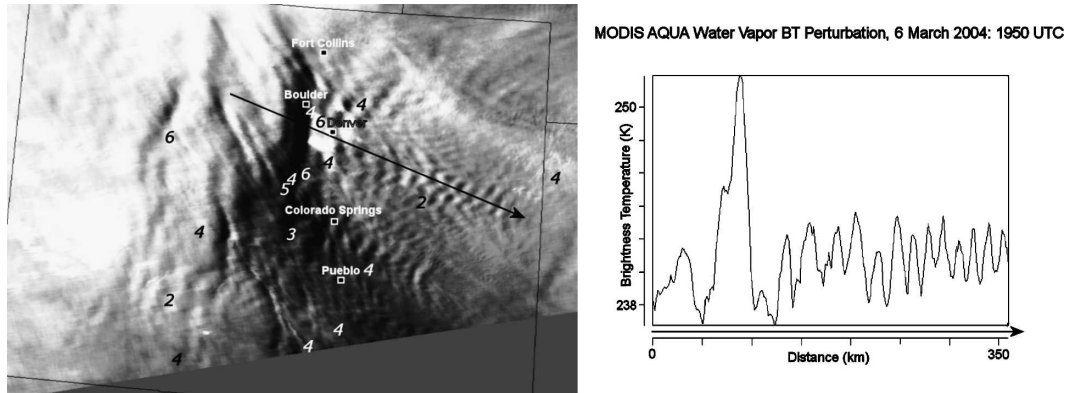 Fort Collins
Boulder
4
4
6
Denver
6
4
4
4 6
5
2
Colorado Springs
4
3
Pueblo 4
2
4
4
4
MODIS AQUA Water Vapor BT Perturbation, 6 March 2004: 1950 UTC
250
Brightness Temperature (K)
238
0
350
Distance (km)